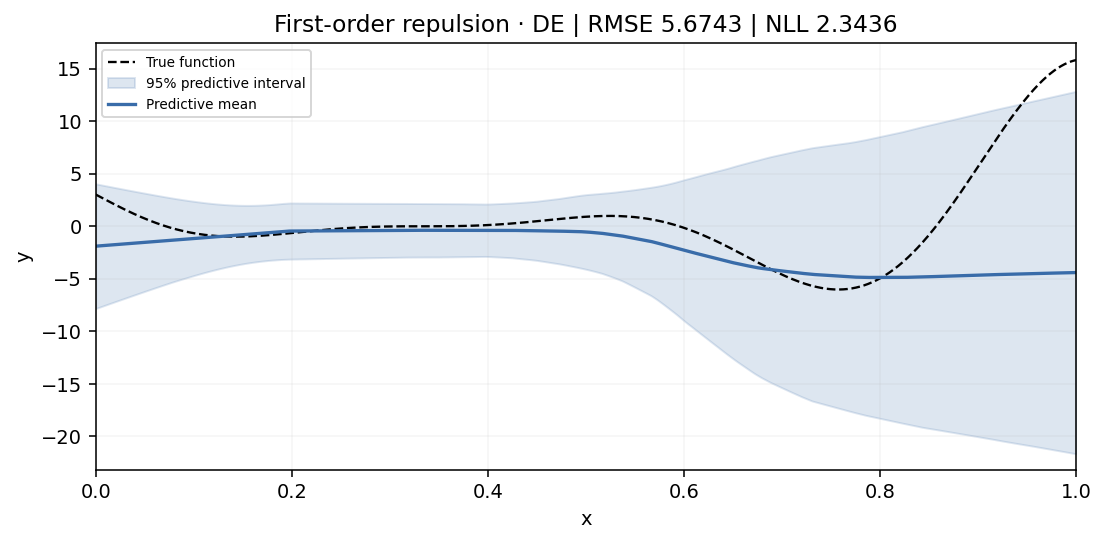 First-order repulsion · DE | RMSE 5.6743 | NLL 2.3436
True function
95% predictive interval
Predictive mean
15
10
5
0
−5
−10
−15
−20
y
0.0 0.2 0.4 0.6 0.8 1.0
x